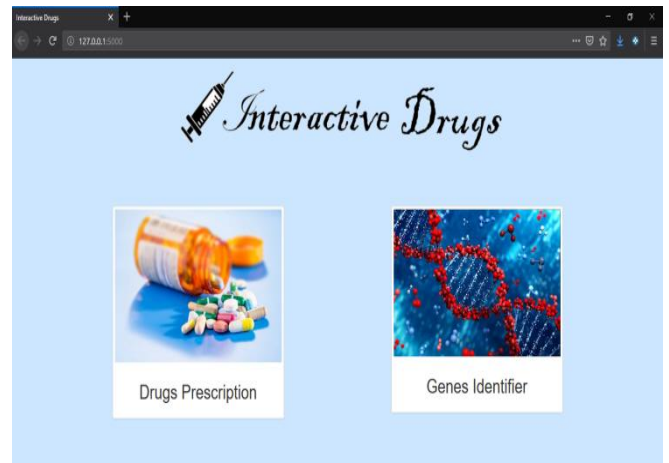 Interactive Drugs
127.0.0.1:5000
Interactive Drugs
Drugs Prescription
Genes Identifier